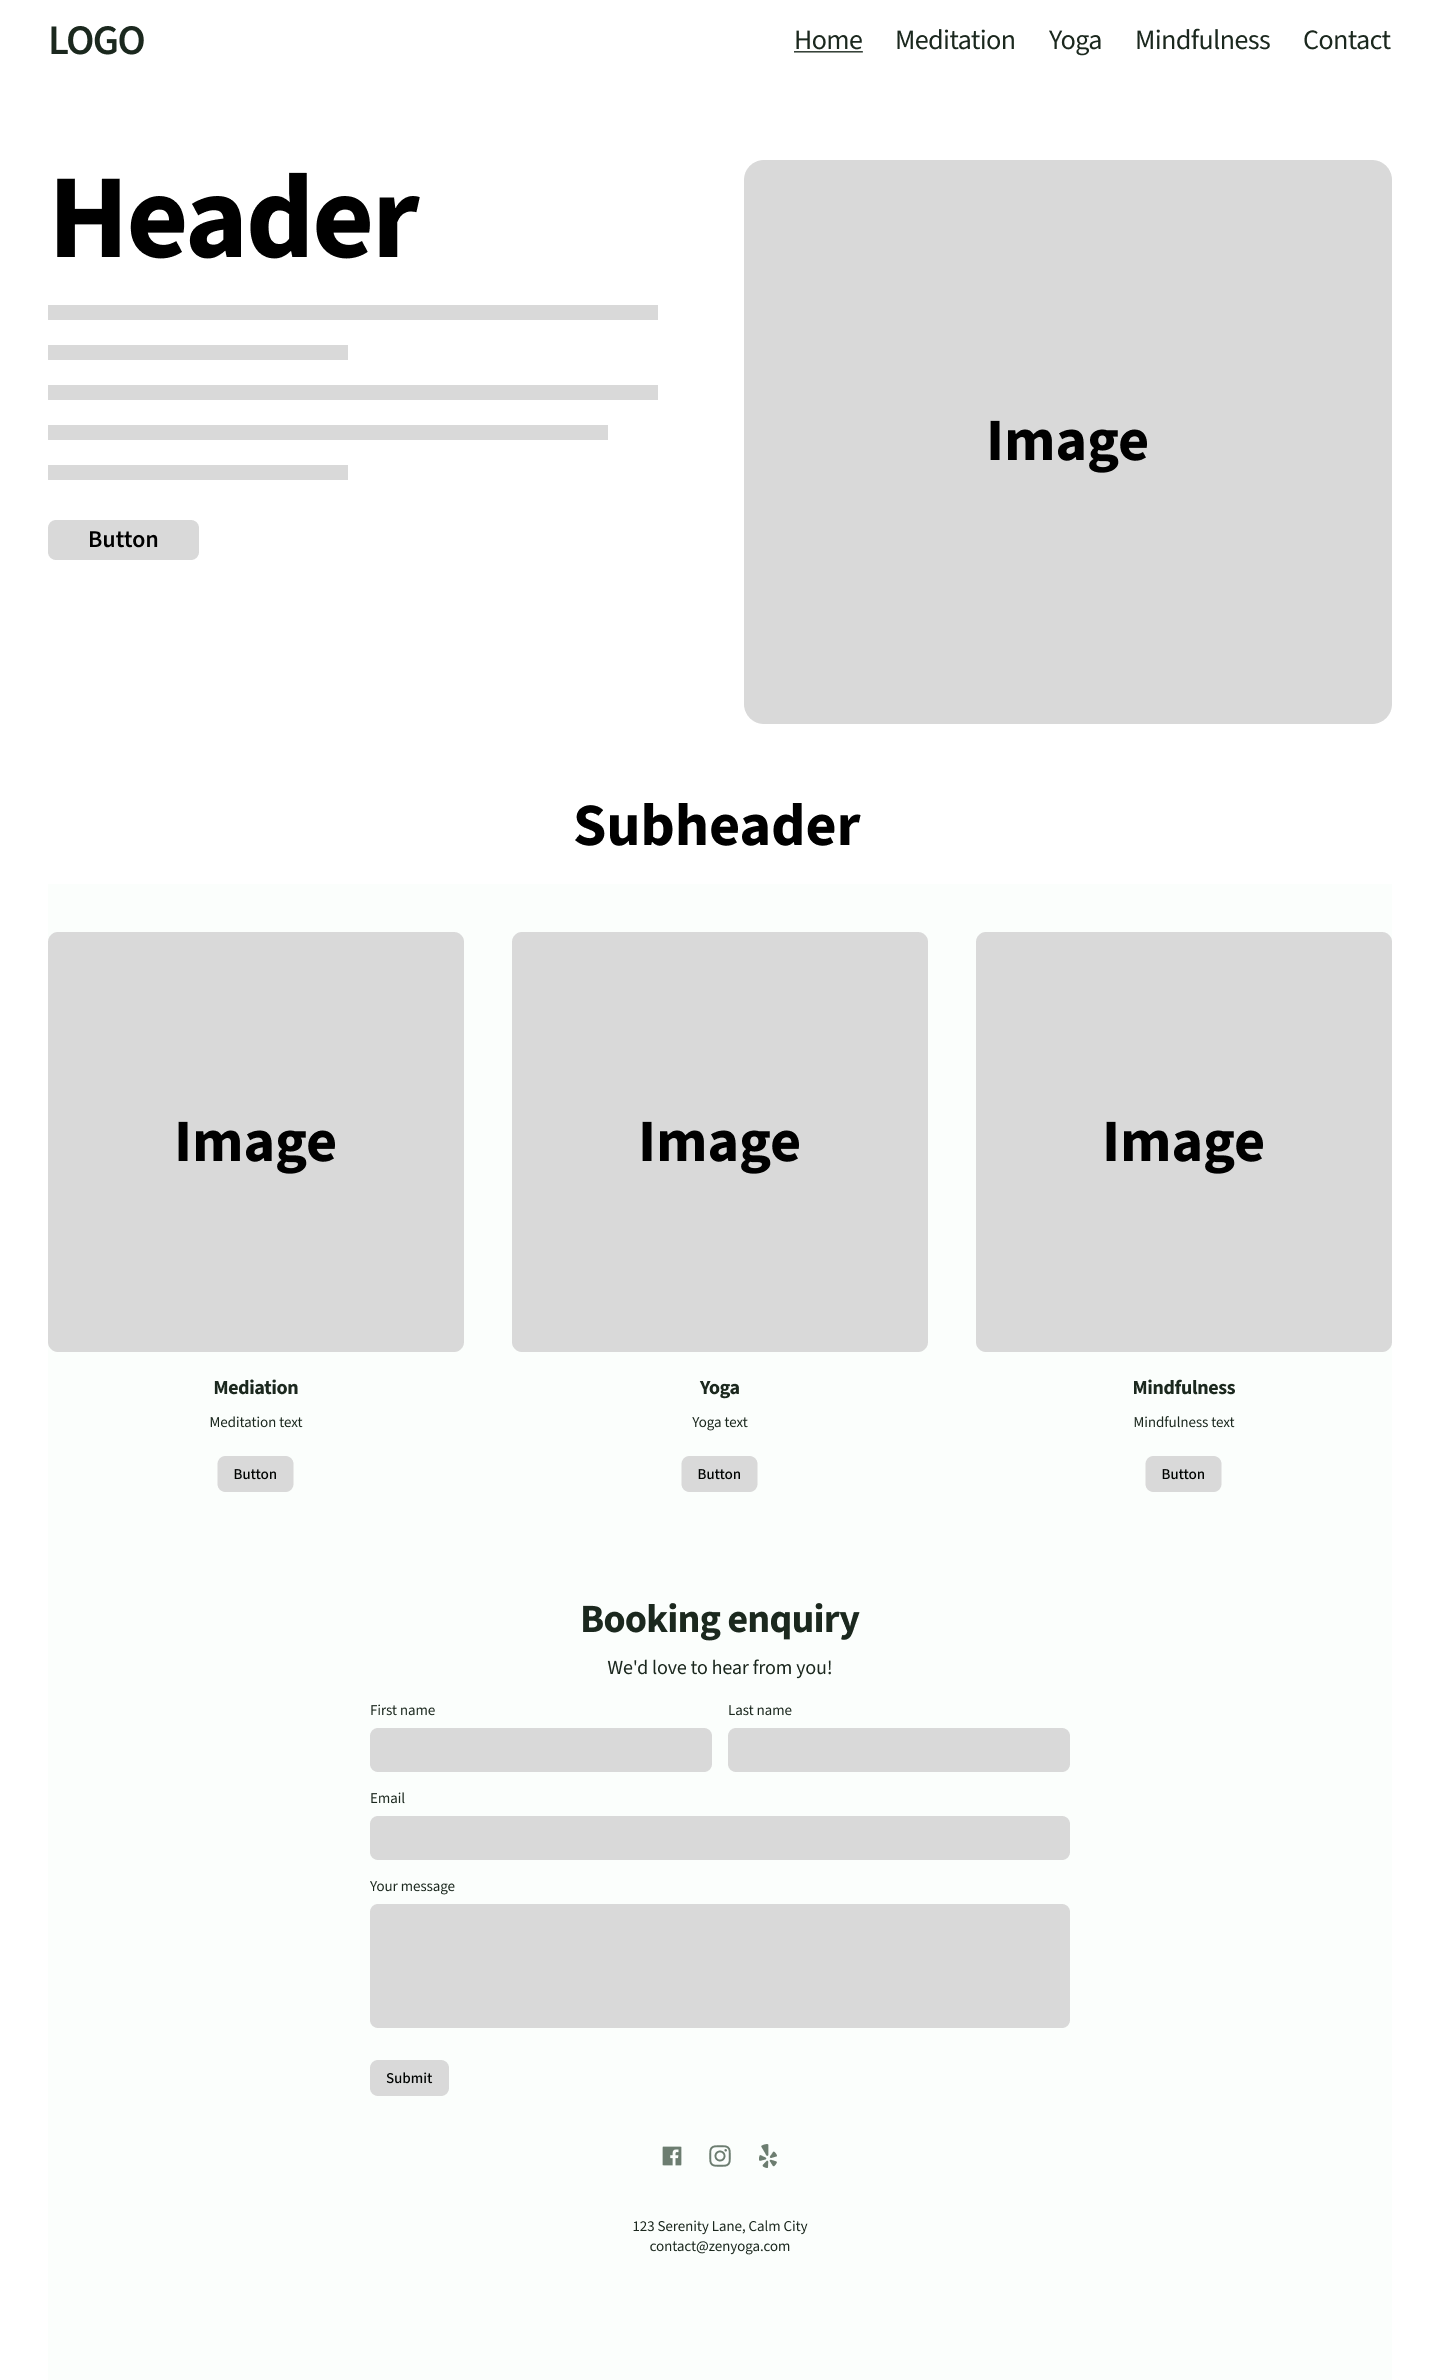 LOGO
Home Meditation Yoga Mindfulness Contact
Header
Button
Image
Subheader
Image
Image
Image
Mediation
Meditation text
Button
Yoga
Yoga text
Button
Mindfulness
Mindfulness text
Button
Booking enquiry
We'd love to hear from you!
First name
Last name
Email
Your message
Submit
123 Serenity Lane, Calm City
contact@zenyoga.com